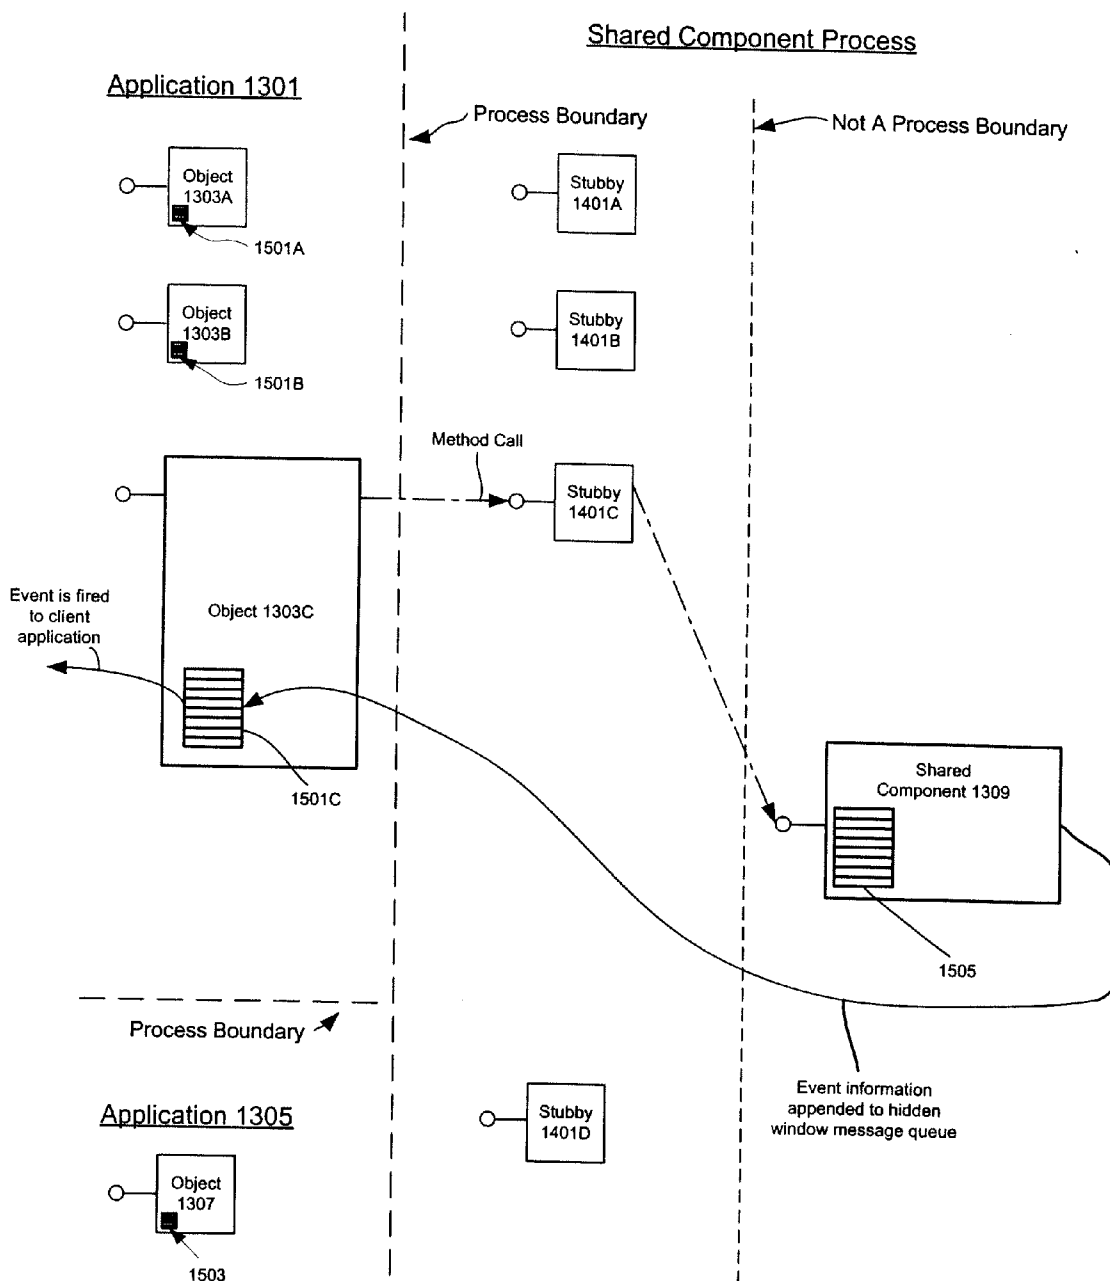 Shared Component Process
Application 1301
Process Boundary
Not A Process Boundary
Object
1303A
1501A
Stubby
1401A
Object
1303B
1501B
Stubby
1401B
Method Call
Stubby
1401C
Event is fired
to client
application
Object 1303C
1501C
Shared
Component 1309
1505
Process Boundary
Event information
appended to hidden
window message queue
Application 1305
Stubby
1401D
Object
1307
1503